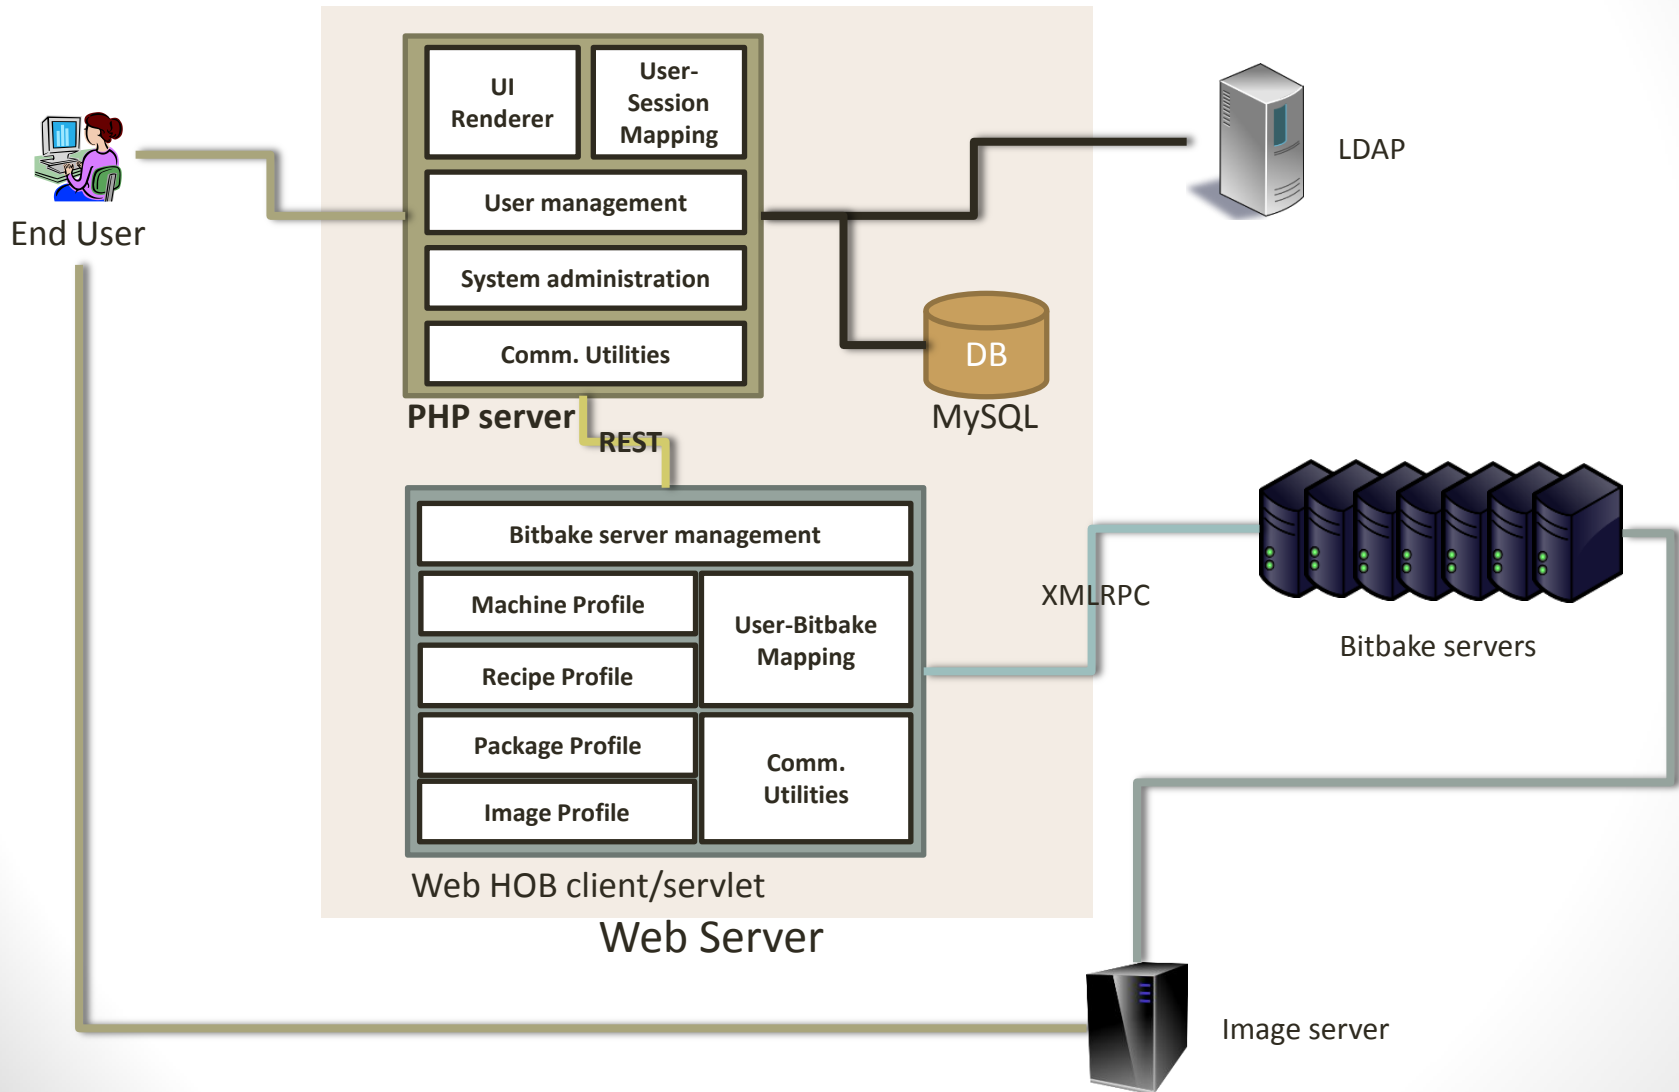 UI
Renderer
User-
Session
Mapping
User management
System administration
Comm. Utilities
PHP server
REST
End User
LDAP
DB
MySQL
Bitbake server management
Machine Profile
Recipe Profile
Package Profile
Image Profile
User-Bitbake
Mapping
Comm.
Utilities
Web HOB client/servlet
Web Server
XMLRPC
Bitbake servers
Image server